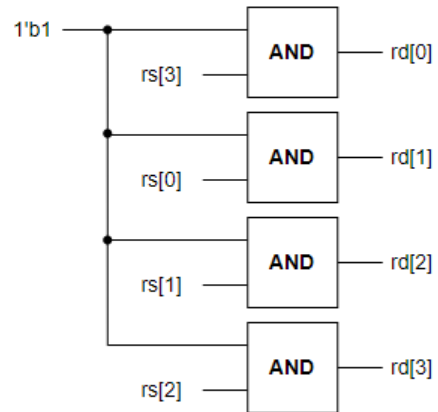 1'b1
AND
rd[0]
rs[3]
AND
rd[1]
rs[0]
AND
rd[2]
rs[1]
AND
rd[3]
rs[2]